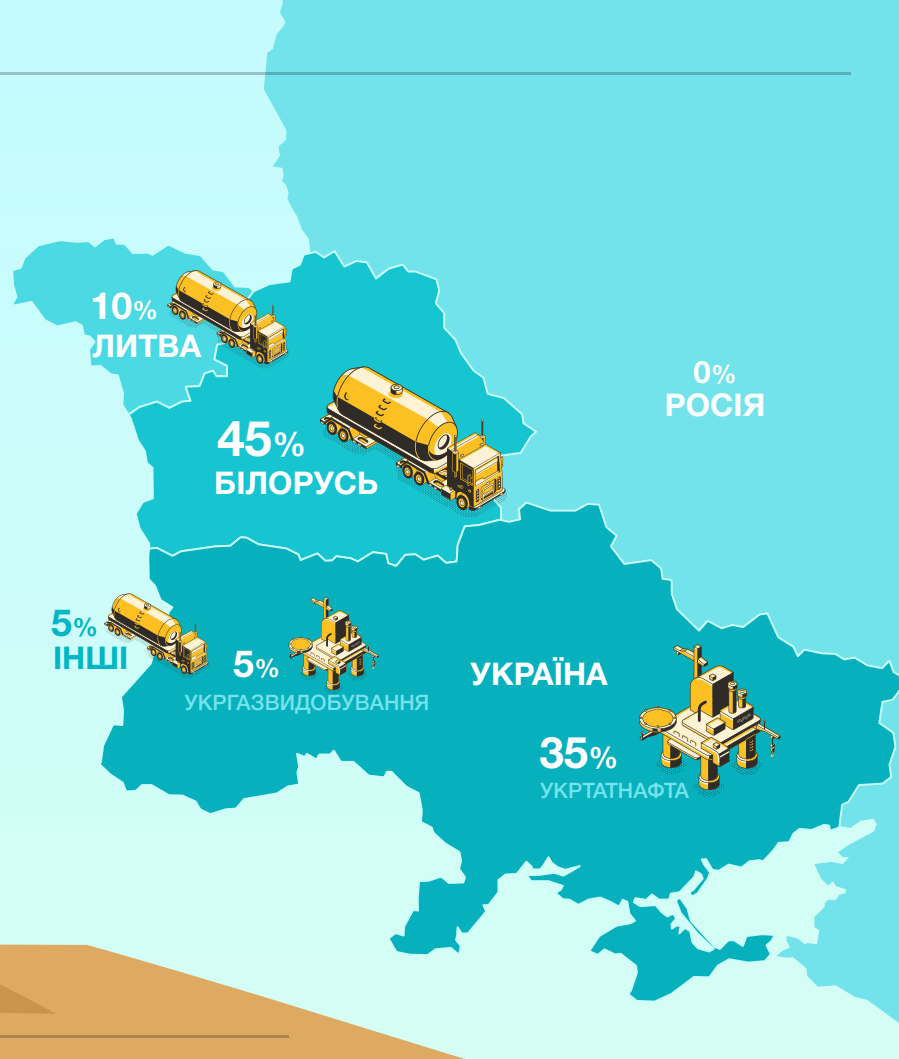 10%
ЛИТВА
0%
РОСІЯ
45%
БІЛОРУСЬ
5%
ІНШІ
5%
УКРГАЗВИДОБУВАННЯ
УКРАЇНА
35%
УКРТАТНАФТА